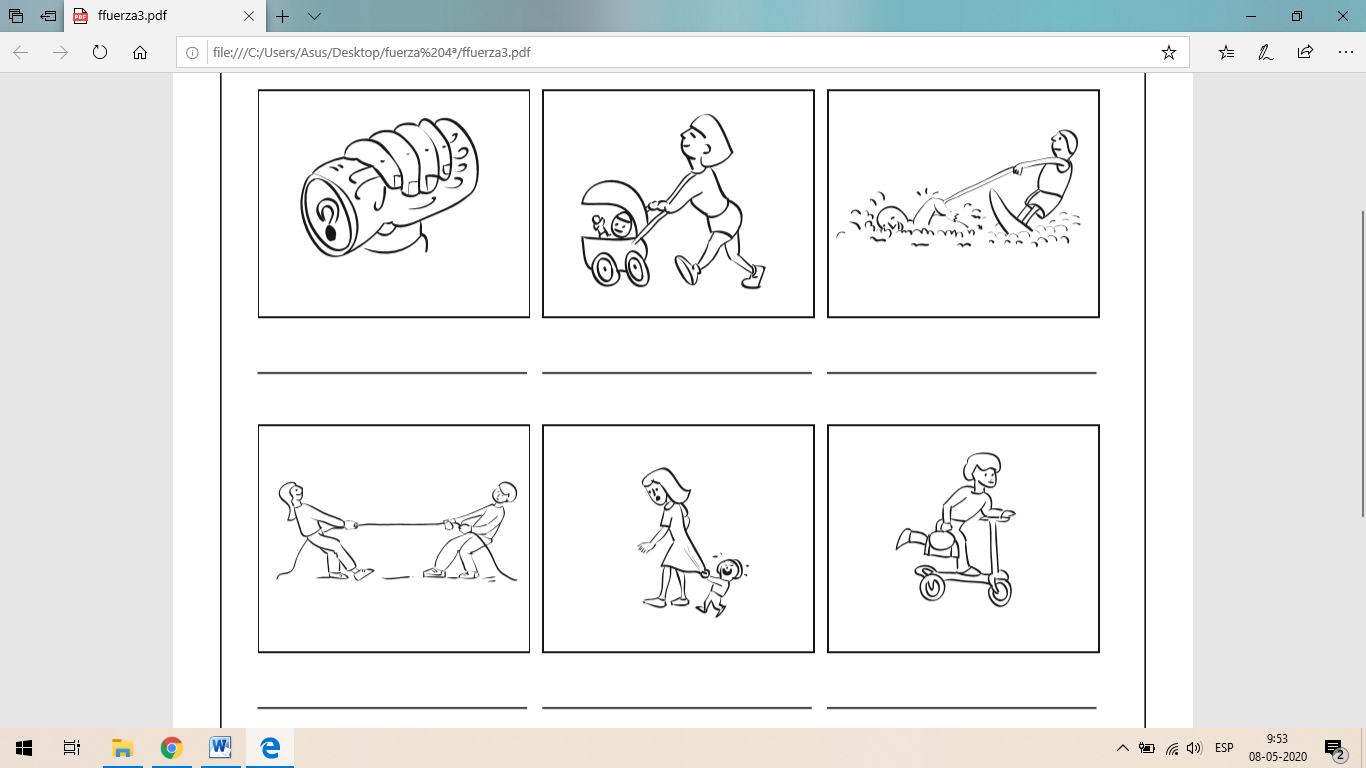 ffuerza3.pdf
file:///C:/Users/Asus/Desktop/fuerza%204ª/ffuerza3.pdf
?
ESP
9:53
08-05-2020
2